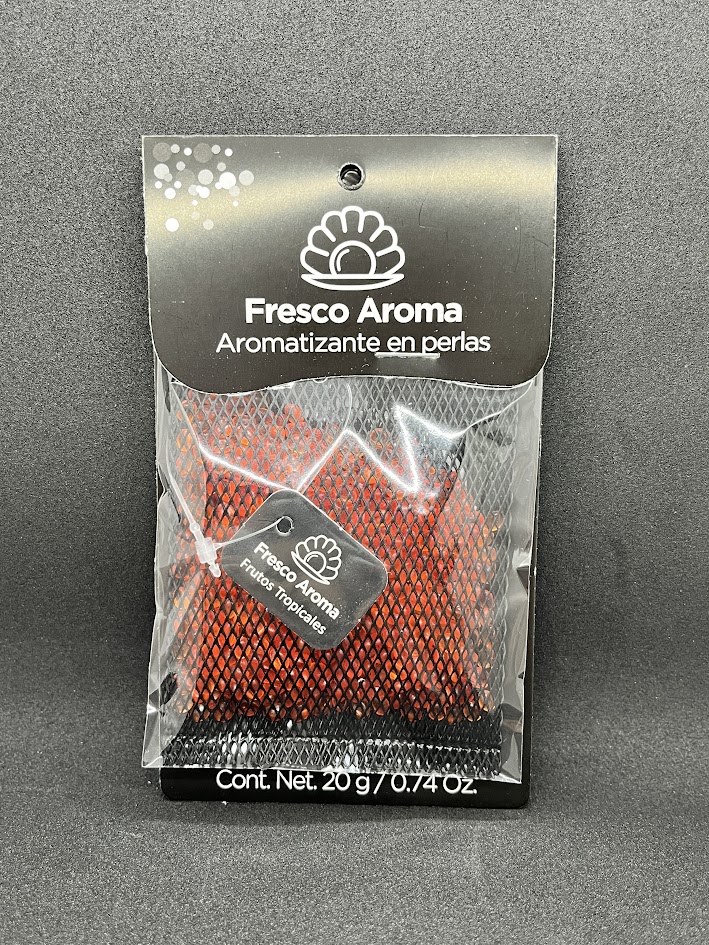 Fresco Aroma
Aromatizante en perlas
Fresco Aroma
Frutos Tropicales
Cont. Net. 20 g / 0.74 Oz.